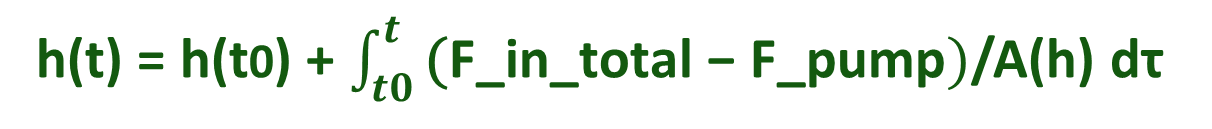 h(t) = h(t0) + ∫_{t0}^{t} (F_in_total − F_pump)/A(h) dτ